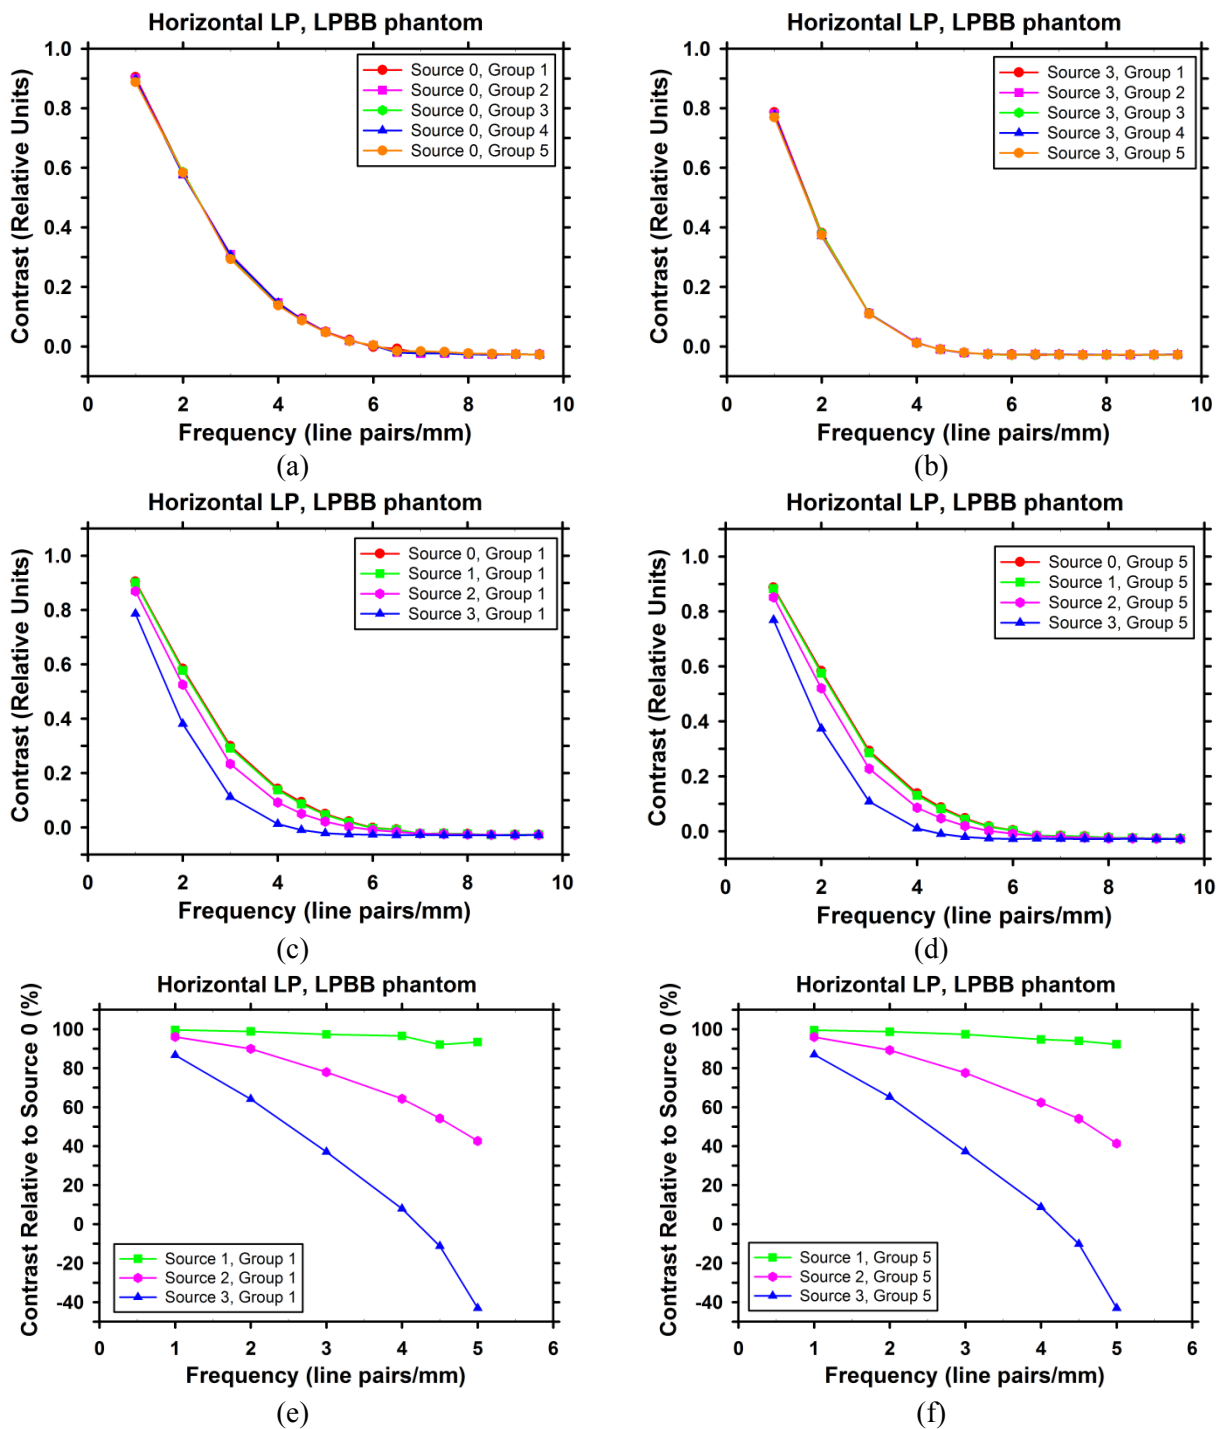 Horizontal LP, LPBB phantom
Contrast (Relative Units)
1.0
0.8
0.6
0.4
0.2
0.0
Source 0, Group 1
Source 0, Group 2
Source 0, Group 3
Source 0, Group 4
Source 0, Group 5
0 2 4 6 8 10
Frequency (line pairs/mm)
(a)
Horizontal LP, LPBB phantom
Contrast (Relative Units)
1.0
0.8
0.6
0.4
0.2
0.0
Source 3, Group 1
Source 3, Group 2
Source 3, Group 3
Source 3, Group 4
Source 3, Group 5
0 2 4 6 8 10
Frequency (line pairs/mm)
(b)
Horizontal LP, LPBB phantom
Contrast (Relative Units)
1.0
0.8
0.6
0.4
0.2
0.0
Source 0, Group 1
Source 1, Group 1
Source 2, Group 1
Source 3, Group 1
0 2 4 6 8 10
Frequency (line pairs/mm)
(c)
Horizontal LP, LPBB phantom
Contrast (Relative Units)
1.0
0.8
0.6
0.4
0.2
0.0
Source 0, Group 5
Source 1, Group 5
Source 2, Group 5
Source 3, Group 5
0 2 4 6 8 10
Frequency (line pairs/mm)
(d)
Horizontal LP, LPBB phantom
Contrast Relative to Source 0 (%)
100
80
60
40
20
0
-20
-40
Source 1, Group 1
Source 2, Group 1
Source 3, Group 1
0 1 2 3 4 5 6
Frequency (line pairs/mm)
(e)
Horizontal LP, LPBB phantom
Contrast Relative to Source 0 (%)
100
80
60
40
20
0
-20
-40
Source 1, Group 5
Source 2, Group 5
Source 3, Group 5
0 1 2 3 4 5 6
Frequency (line pairs/mm)
(f)